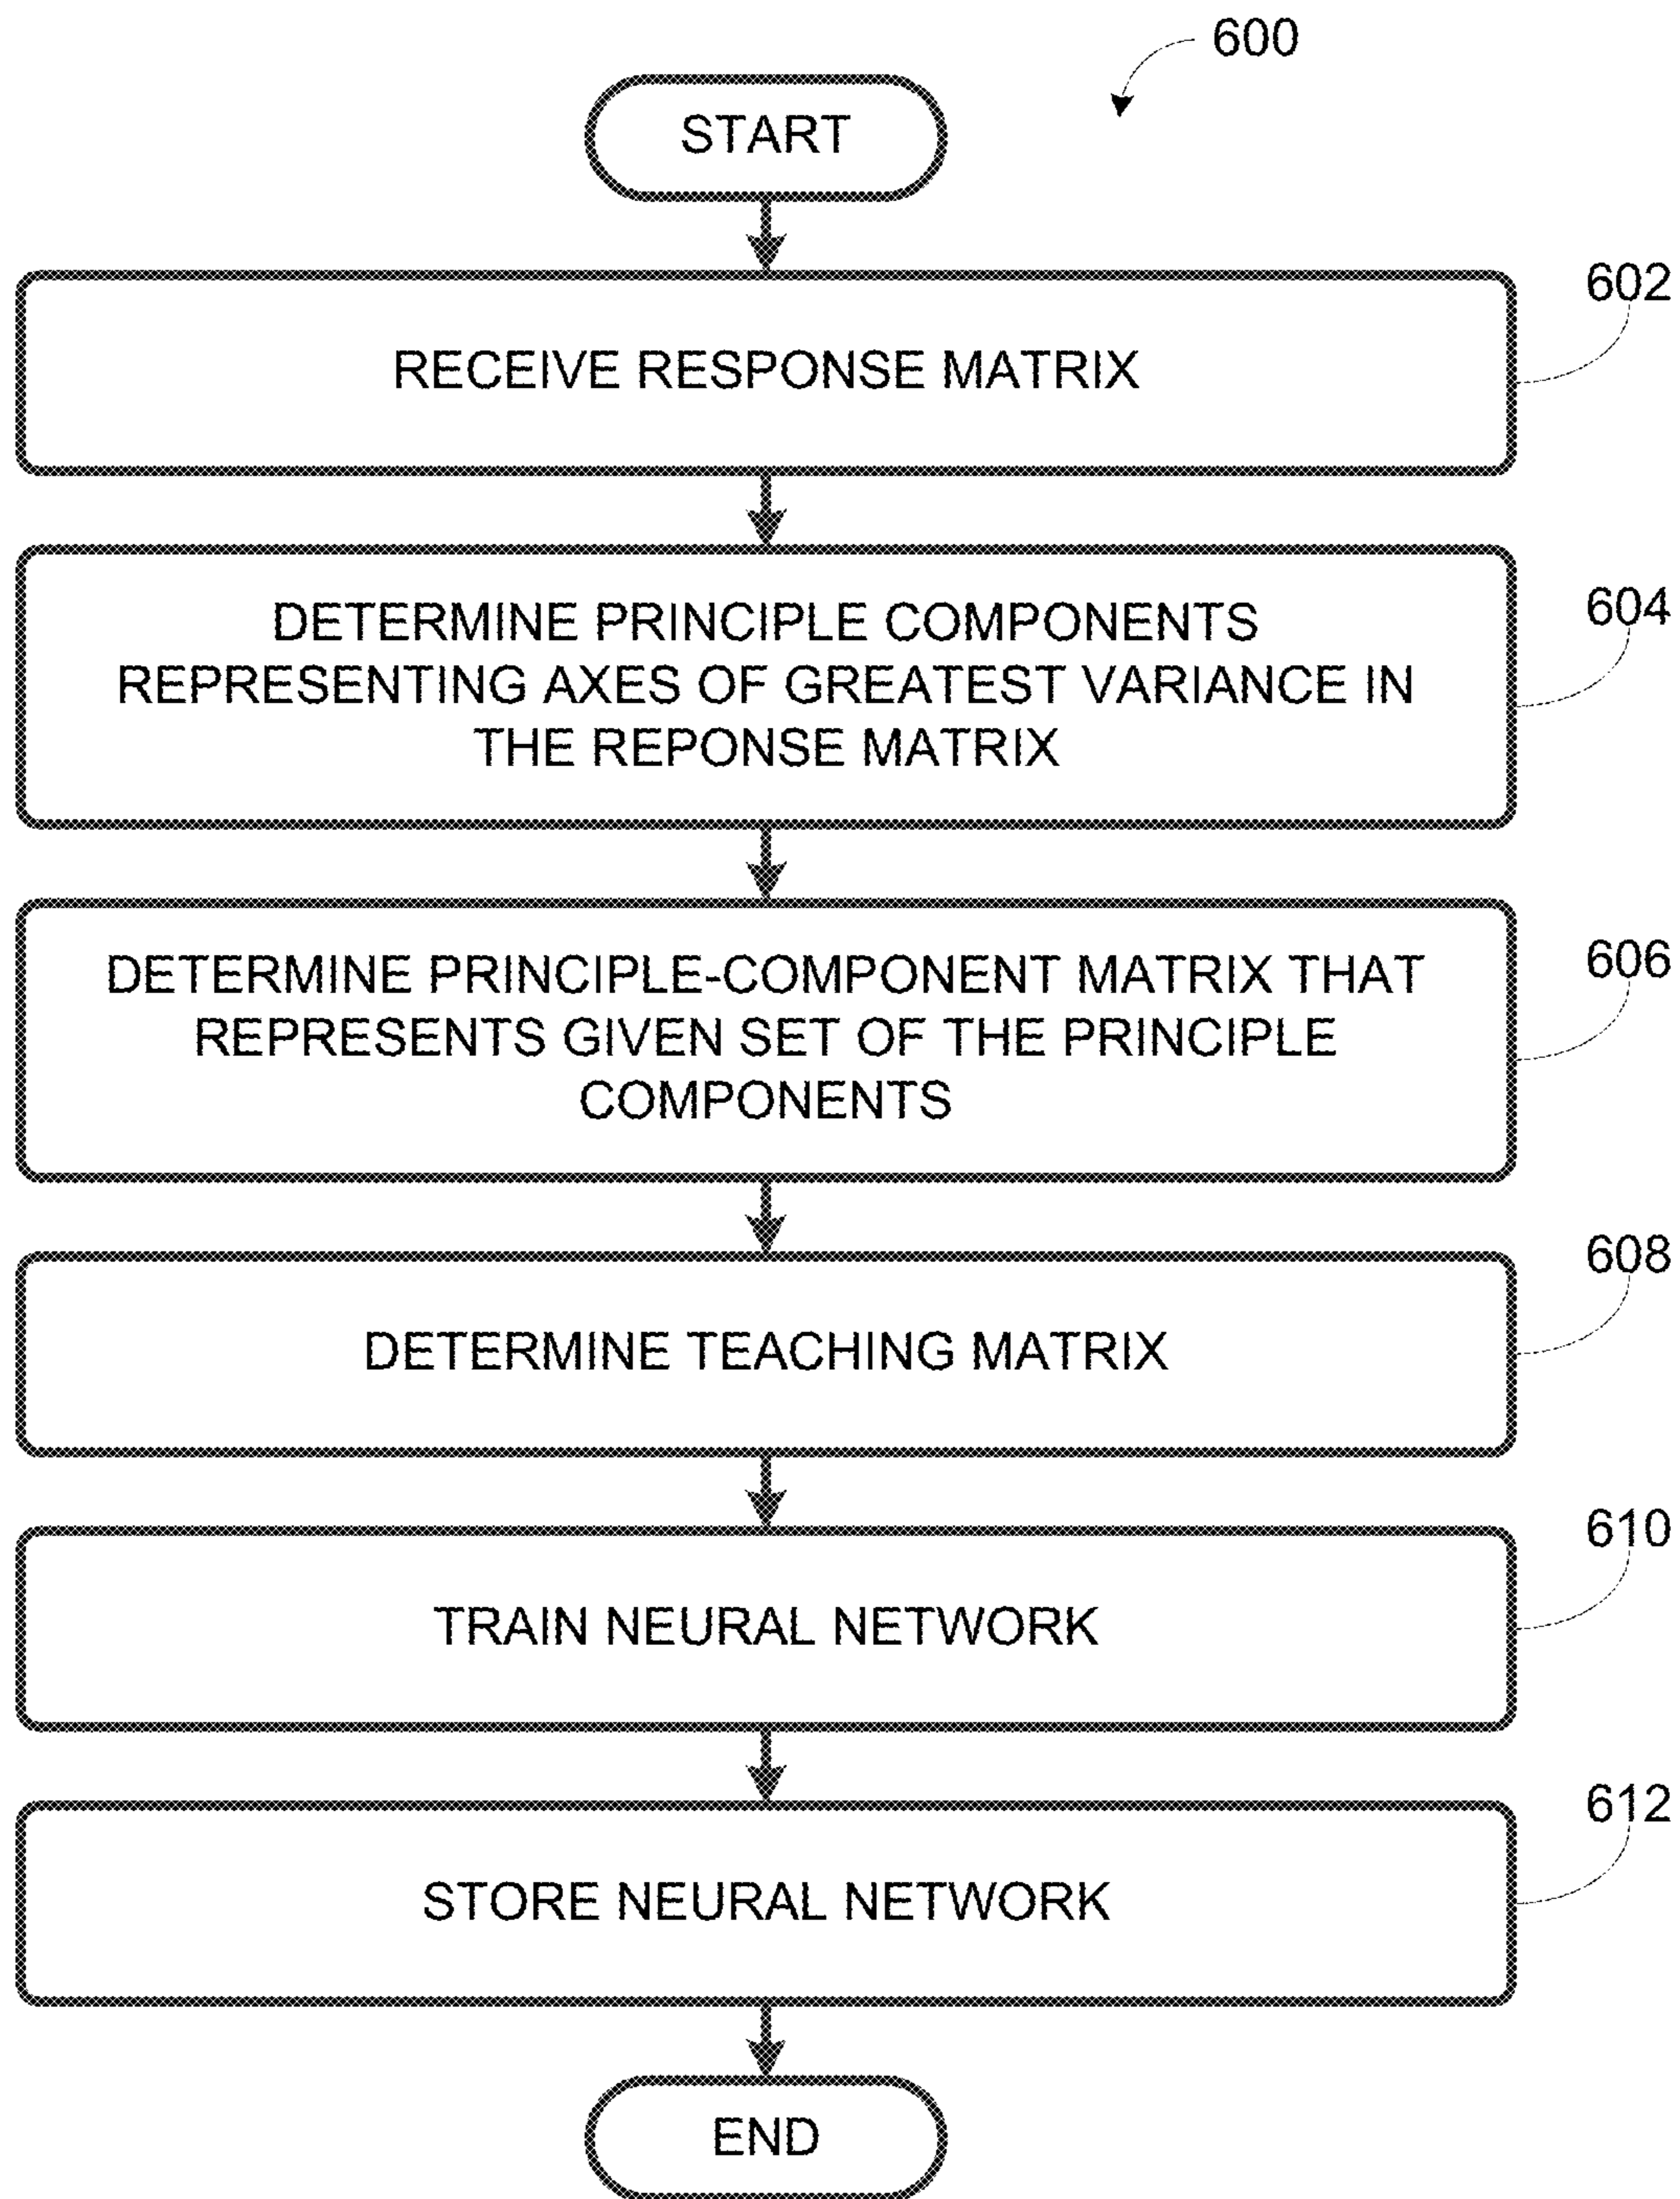 600
START
602
RECEIVE RESPONSE MATRIX
604
DETERMINE PRINCIPLE COMPONENTS
REPRESENTING AXES OF GREATEST VARIANCE IN
THE REPONSE MATRIX
606
DETERMINE PRINCIPLE-COMPONENT MATRIX THAT
REPRESENTS GIVEN SET OF THE PRINCIPLE
COMPONENTS
608
DETERMINE TEACHING MATRIX
610
TRAIN NEURAL NETWORK
612
STORE NEURAL NETWORK
END